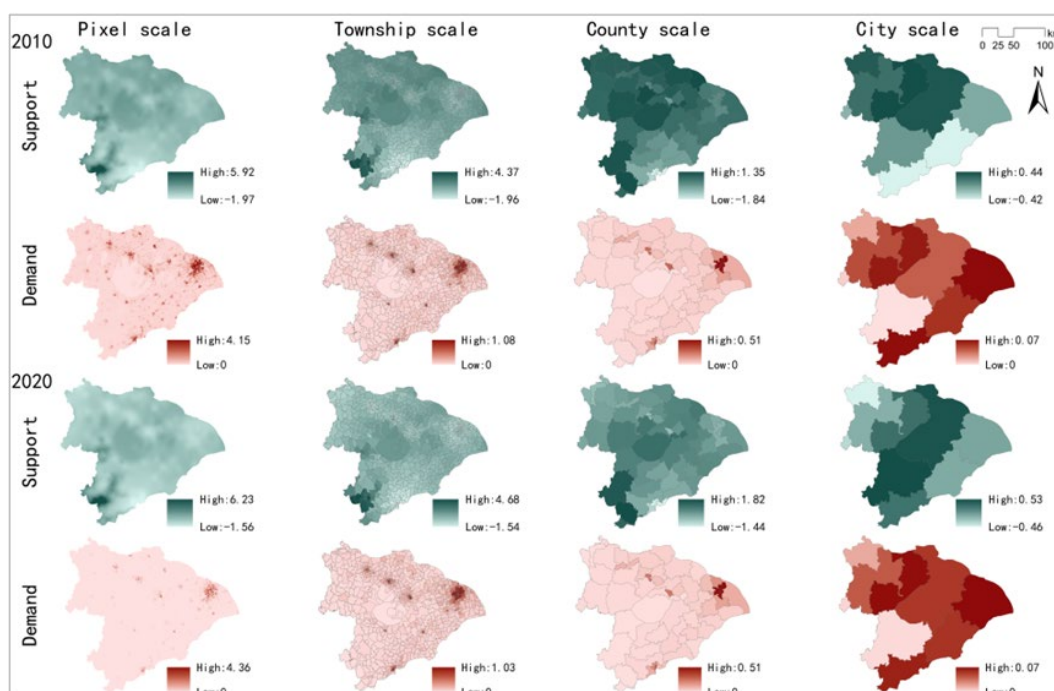 Pixel scale Township scale County scale City scale
0 25 50 100
N
2010
Support
High:5.92 High:4.37 High:1.35 High:0.44
Low:-1.97 Low:-1.96 Low:-1.84 Low:-0.42
Demand
High:4.15 High:1.08 High:0.51 High:0.07
Low:0 Low:0 Low:0 Low:0
2020
Support
High:6.23 High:4.68 High:1.82 High:0.53
Low:-1.56 Low:-1.54 Low:-1.44 Low:-0.46
Demand
High:4.36 High:1.03 High:0.51 High:0.07